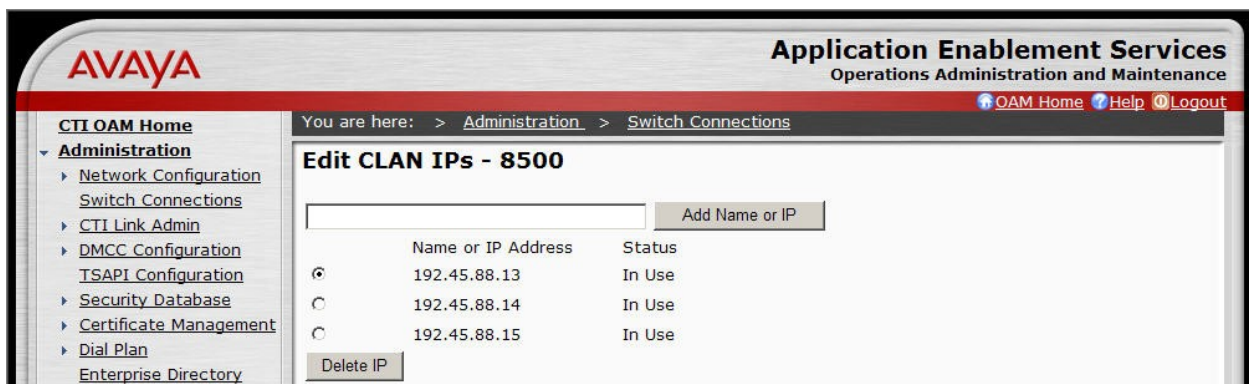 AVAYA
Application Enablement Services
Operations Administration and Maintenance
OAM Home Help Logout
CTI OAM Home
Administration
Network Configuration
Switch Connections
CTI Link Admin
DMCC Configuration
TSAPI Configuration
Security Database
Certificate Management
Dial Plan
Enterprise Directory
You are here: > Administration > Switch Connections
Edit CLAN IPs - 8500
Add Name or IP
Name or IP Address Status
192.45.88.13 In Use
192.45.88.14 In Use
192.45.88.15 In Use
Delete IP